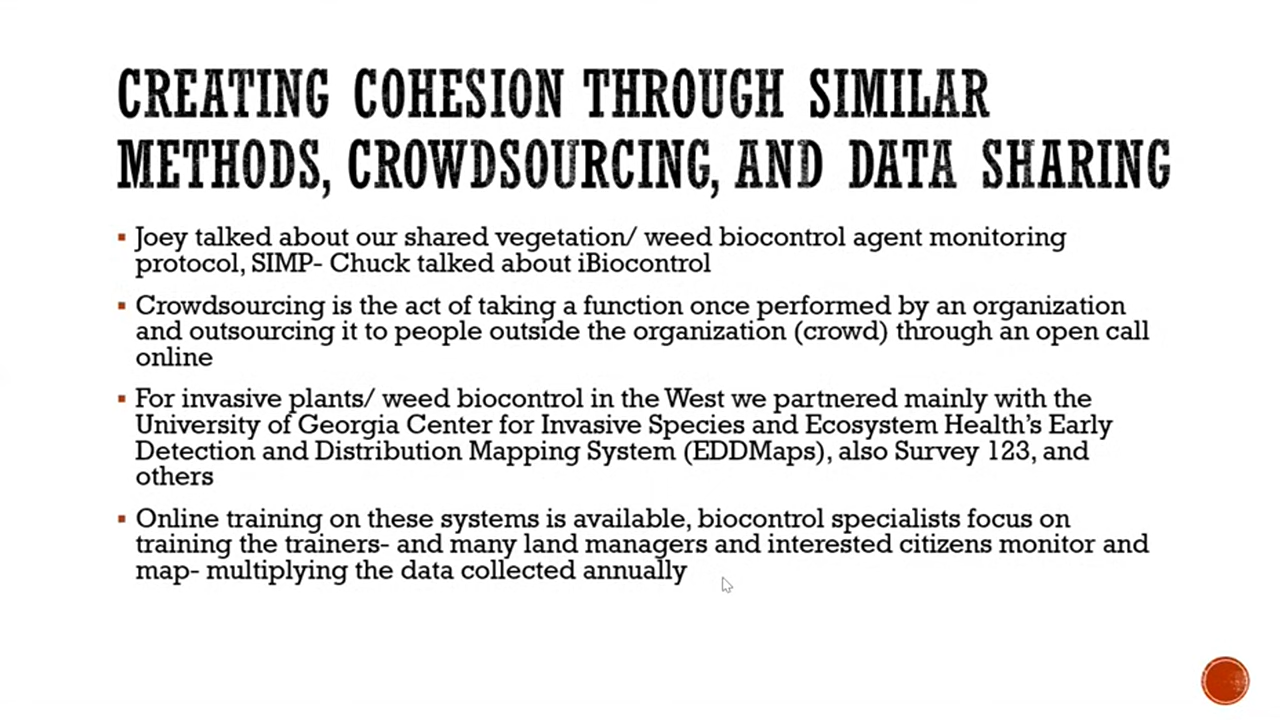 CREATING COHESION THROUGH SIMILAR
METHODS, CROWDSOURCING, AND DATA SHARING
▪ Joey talked about our shared vegetation/ weed biocontrol agent monitoring
protocol, SIMP- Chuck talked about iBiocontrol
▪ Crowdsourcing is the act of taking a function once performed by an organization
and outsourcing it to people outside the organization (crowd) through an open call
online
▪ For invasive plants/ weed biocontrol in the West we partnered mainly with the
University of Georgia Center for Invasive Species and Ecosystem Health's Early
Detection and Distribution Mapping System (EDDMaps), also Survey 123, and
others
▪ Online training on these systems is available, biocontrol specialists focus on
training the trainers- and many land managers and interested citizens monitor and
map- multiplying the data collected annually